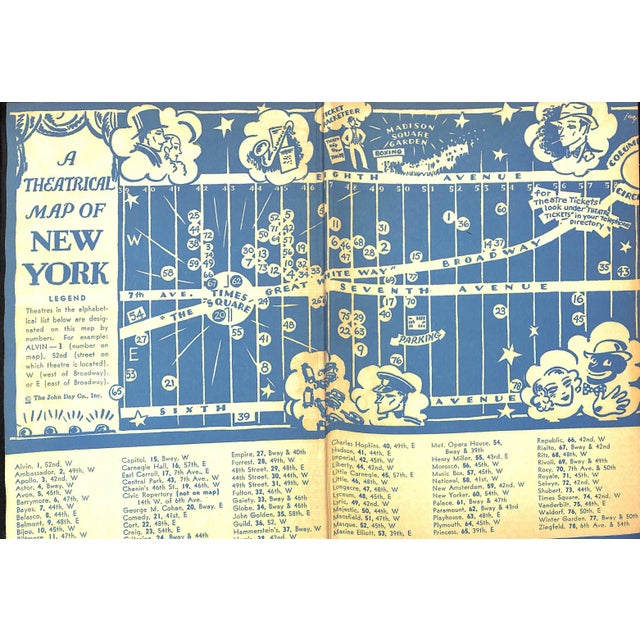 A
THEATRICAL
MAP OF
NEW
YORK
LEGEND
Theatres in the alphabet-
ical list below are desig-
nated on this map by
numbers. For example:
ALVIN—1 (number on
map), 52nd (street on
which theatre is located).
W (west of Broadway),
or E (east of Broadway).
© The John Day Co., Inc.
TICKET
RACKETEER
MADISON
SQUARE
GARDEN
BOXING
EIGHTH AVENUE
COLUMBUS
CIRCLE
for
Theatre Tickets
look under "THEATRE
TICKETS" in your telephone
Directory.
W
E
BROADWAY
"THE GREAT WHITE WAY"
7th AVE.
TIMES
SQUARE
SEVENTH AVENUE
PARKING
SIXTH AVENUE
Alvin, 1, 52nd, W
Ambassador, 2, 49th, W
Apollo, 3, 42nd, W
Astor, 4, Bway, W
Avon, 5, 45th, W
Barrymore, 6, 47th, W
Bayes, 7, 44th, W
Belasco, 8, 44th, E
Belmont, 9, 48th, E
Bijou, 10, 45th, W
Biltmore, 11, 47th, W
Capitol, 15, Bway, W
Carnegie Hall, 16, 57th, E
Earl Carroll, 17, 7th Ave., E
Central Park, 43, 7th Ave., W
Chanin's 46th St., 19, 46th, W
Civic Repertory (not on map)
14th W. of 6th Ave.
George M. Cohan, 20, Bway, E
Comedy, 21, 41st, E
Cort, 22, 48th, E
Craig, 23, 54th, W
Criterion, 24, Bway & 44th
Empire, 27, Bway & 40th
Forrest, 28, 49th, W
48th Street, 29, 48th, E
44th Street, 30, 44th, W
49th Street, 31, 49th, W
Fulton, 32, 46th, W
Gaiety, 33, Bway & 46th
Globe, 34, Bway & 46th
John Golden, 35, 58th, E
Guild, 36, 52, W
Hammerstein's, 37, Bway, W
Harris, 38, 42nd, W
Charles Hopkins, 40, 49th, E
Hudson, 41, 44th, E
Imperial, 42, 45th, W
Liberty, 44, 42nd, W
Little Carnegie, 45, 57th, E
Little, 46, 48th, W
Longacre, 47, 48th, W
Lyceum, 48, 45th, E
Lyric, 49, 42nd, W
Majestic, 50, 44th, W
Mansfield, 51, 47th, W
Masque, 52, 45th, W
Maxine Elliott, 53, 39th, E
Met. Opera House, 54,
Bway & 39th
Henry Miller, 55, 43rd, E
Morosco, 56, 45th, W
Music Box, 57, 45th, W
National, 58, 41st, W
New Amsterdam, 59, 42nd, W
New Yorker, 60, 54th, W
Palace, 61, Bway & 47th
Paramount, 62, Bway & 43rd
Playhouse, 63, 48th, E
Plymouth, 64, 45th, W
Princess, 65, 39th, E
Republic, 66, 42nd, W
Rialto, 67, Bway & 42nd
Ritz, 68, 48th, W
Rivoli, 69, Bway & 49th
Roxy, 70, 7th Ave. & 50th
Royale, 71, 45th, W
Selwyn, 72, 42nd, W
Shubert, 73, 44th, W
Times Square, 74, 42nd, W
Vanderbilt, 75, 48th, E
Waldorf, 76, 50th, E
Winter Garden, 77, Bway & 50th
Ziegfeld, 78, 6th Ave. & 54th